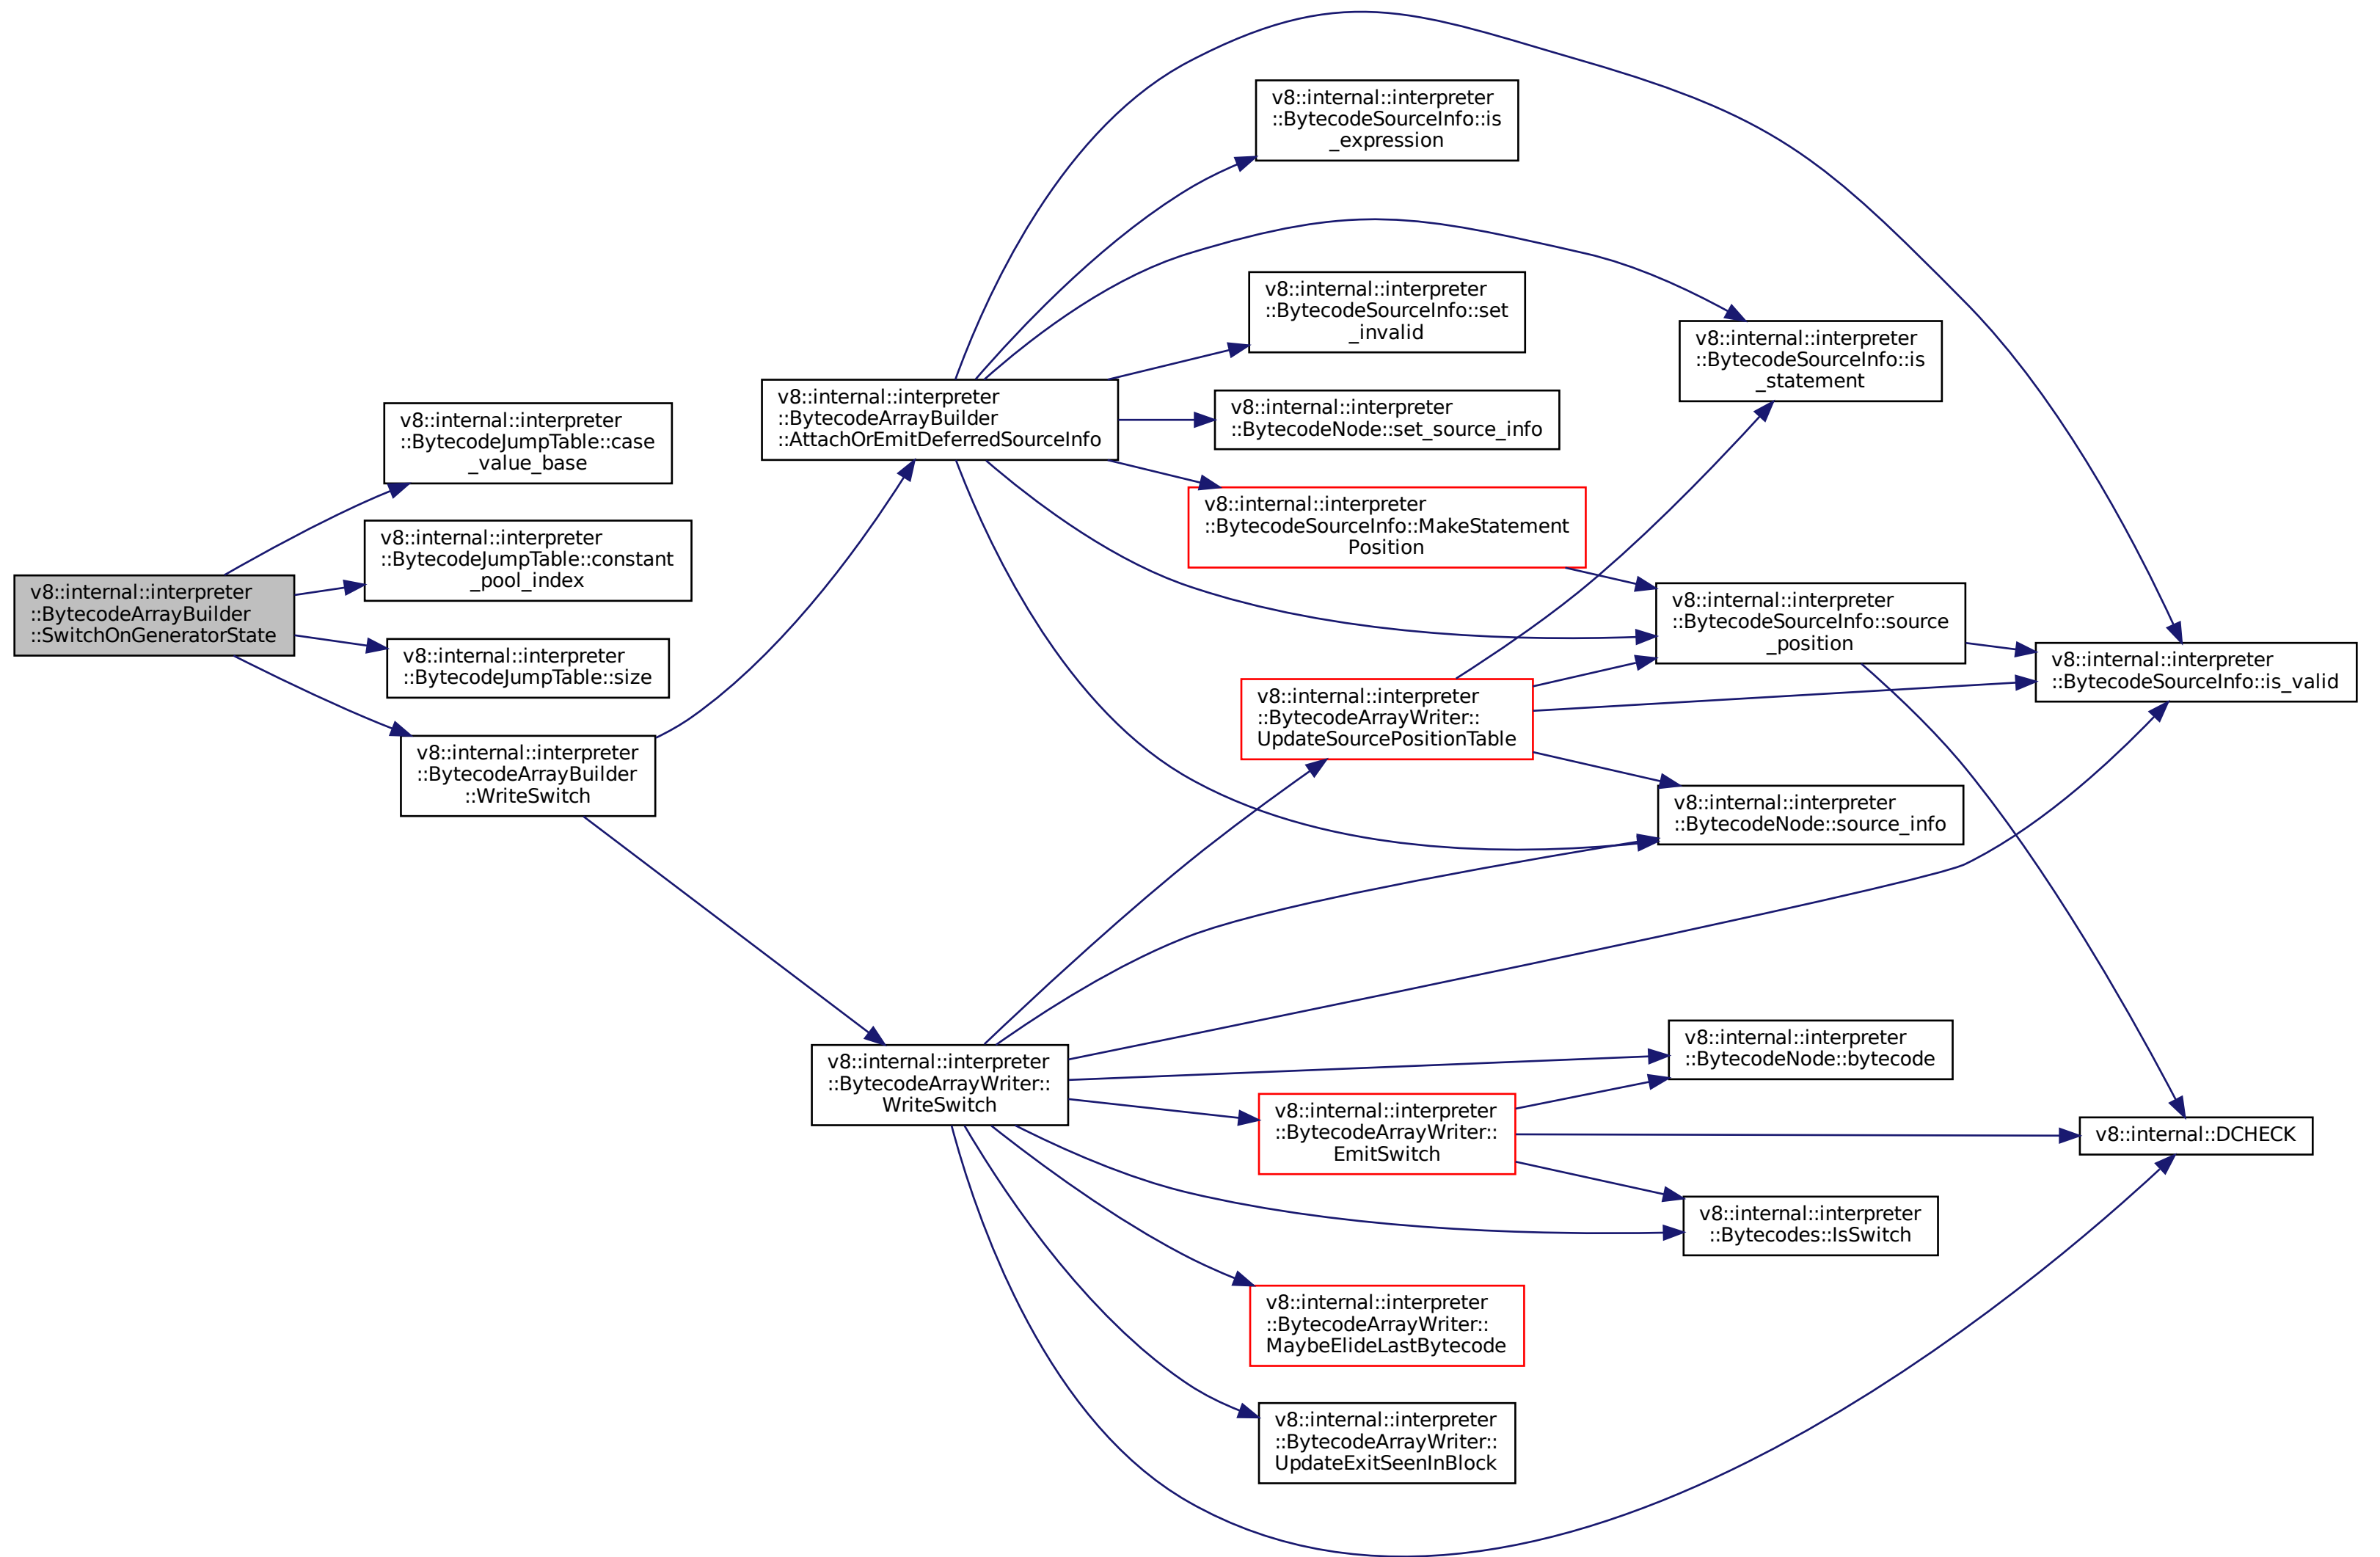 v8::internal::interpreter
::BytecodeArrayBuilder
::SwitchOnGeneratorState
v8::internal::interpreter
::BytecodeJumpTable::case
_value_base
v8::internal::interpreter
::BytecodeJumpTable::constant
_pool_index
v8::internal::interpreter
::BytecodeJumpTable::size
v8::internal::interpreter
::BytecodeArrayBuilder
::WriteSwitch
v8::internal::interpreter
::BytecodeArrayBuilder
::AttachOrEmitDeferredSourceInfo
v8::internal::interpreter
::BytecodeArrayWriter::
WriteSwitch
v8::internal::interpreter
::BytecodeSourceInfo::is
_expression
v8::internal::interpreter
::BytecodeSourceInfo::set
_invalid
v8::internal::interpreter
::BytecodeNode::set_source_info
v8::internal::interpreter
::BytecodeSourceInfo::MakeStatement
Position
v8::internal::interpreter
::BytecodeArrayWriter::
UpdateSourcePositionTable
v8::internal::interpreter
::BytecodeArrayWriter::
EmitSwitch
v8::internal::interpreter
::BytecodeArrayWriter::
MaybeElideLastBytecode
v8::internal::interpreter
::BytecodeArrayWriter::
UpdateExitSeenInBlock
v8::internal::interpreter
::BytecodeSourceInfo::is
_statement
v8::internal::interpreter
::BytecodeSourceInfo::source
_position
v8::internal::interpreter
::BytecodeNode::source_info
v8::internal::interpreter
::BytecodeNode::bytecode
v8::internal::interpreter
::Bytecodes::IsSwitch
v8::internal::interpreter
::BytecodeSourceInfo::is_valid
v8::internal::DCHECK